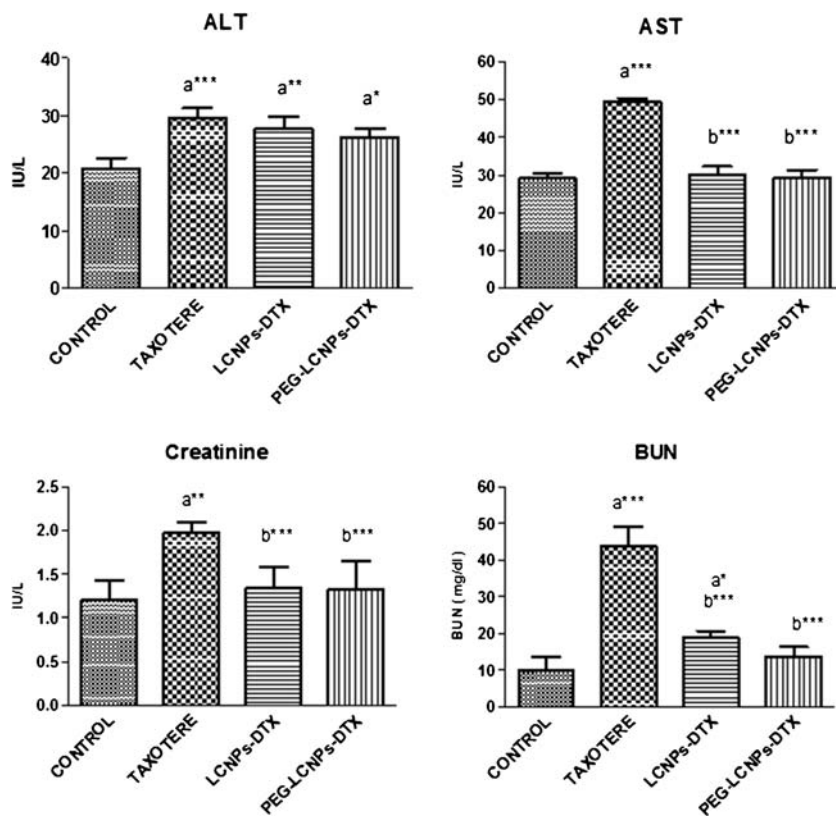 ALT
40
30
20
10
0
IU/L
a***
a**
a*
CONTROL
TAXOTERE
LCNPs-DTX
PEG-LCNPs-DTX
AST
60
50
40
30
20
10
0
IU/L
a***
b***
b***
CONTROL
TAXOTERE
LCNPs-DTX
PEG-LCNPs-DTX
Creatinine
2.5
2.0
1.5
1.0
0.5
0.0
IU/L
a**
b***
b***
CONTROL
TAXOTERE
LCNPs-DTX
PEG-LCNPs-DTX
BUN
60
50
40
30
20
10
0
BUN ( mg/dl )
a***
a*
b***
b***
CONTROL
TAXOTERE
LCNPs-DTX
PEG-LCNPs-DTX